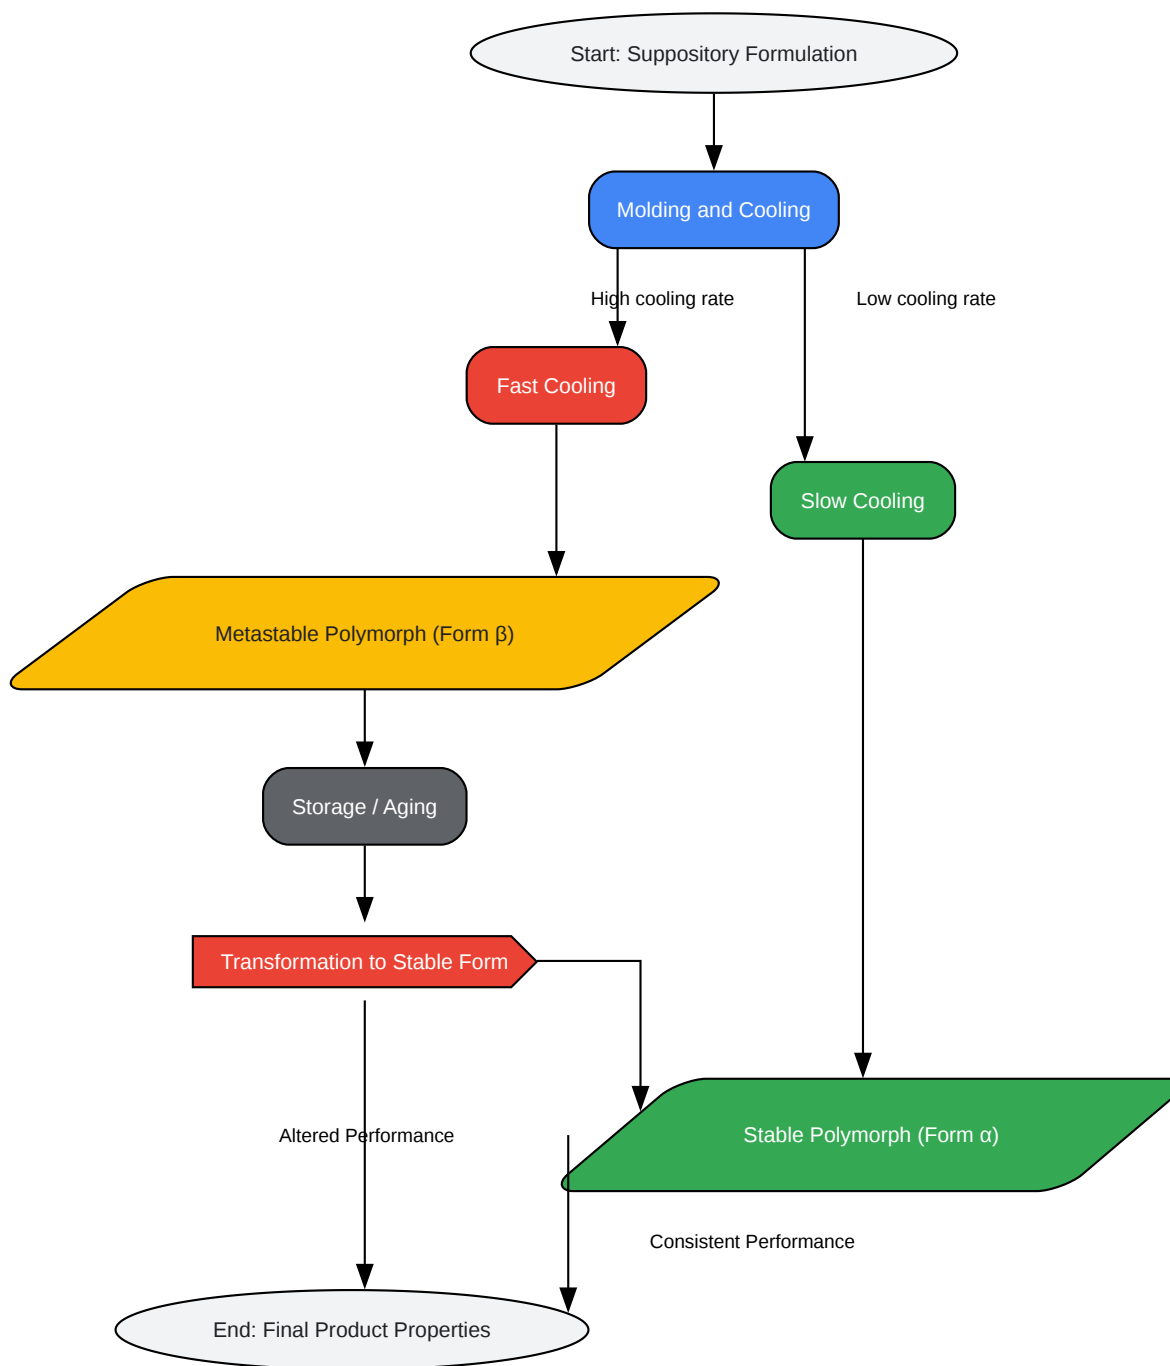 Start: Suppository Formulation
Molding and Cooling
High cooling rate
Low cooling rate
Fast Cooling
Slow Cooling
Metastable Polymorph (Form β)
Storage / Aging
Transformation to Stable Form
Altered Performance
Stable Polymorph (Form α)
Consistent Performance
End: Final Product Properties